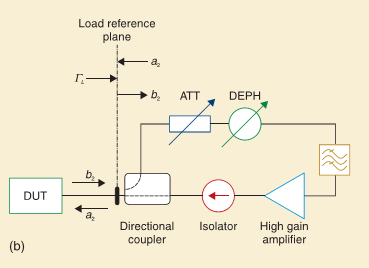 Load reference
plane
a2
ΓL
b2
ATT DEPH
b2
DUT
a2
Directional
coupler
Isolator
High gain
amplifier
(b)